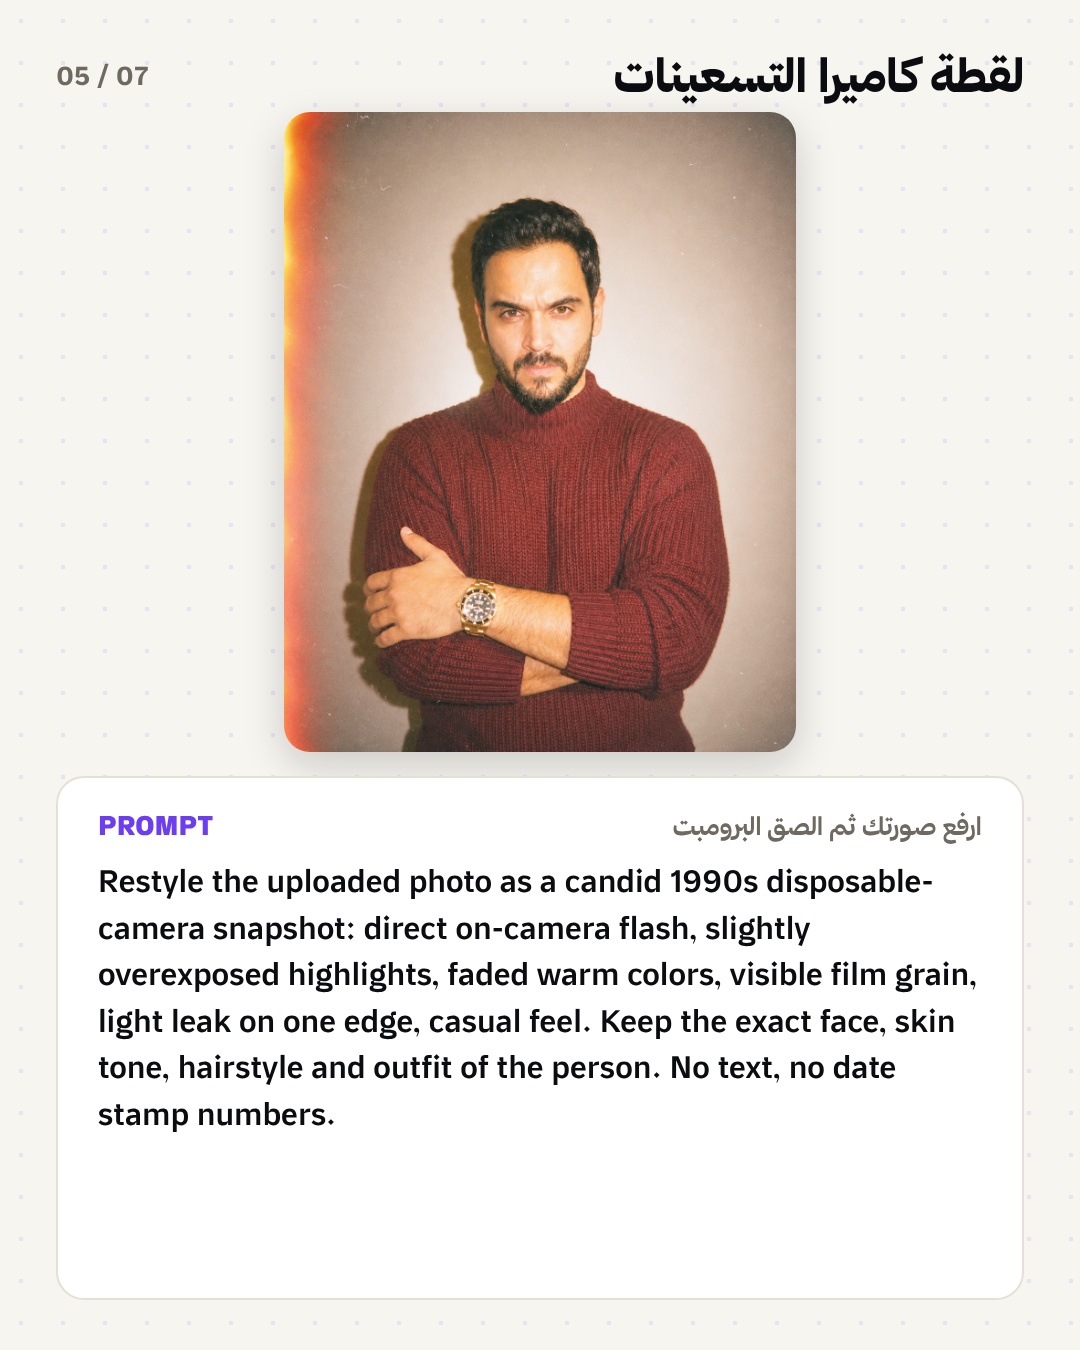 لقطة كاميرا التسعينات
05 / 07
PROMPT
ارفع صورتك ثم الصق البرومبت
Restyle the uploaded photo as a candid 1990s disposable-
camera snapshot: direct on-camera flash, slightly
overexposed highlights, faded warm colors, visible film grain,
light leak on one edge, casual feel. Keep the exact face, skin
tone, hairstyle and outfit of the person. No text, no date
stamp numbers.